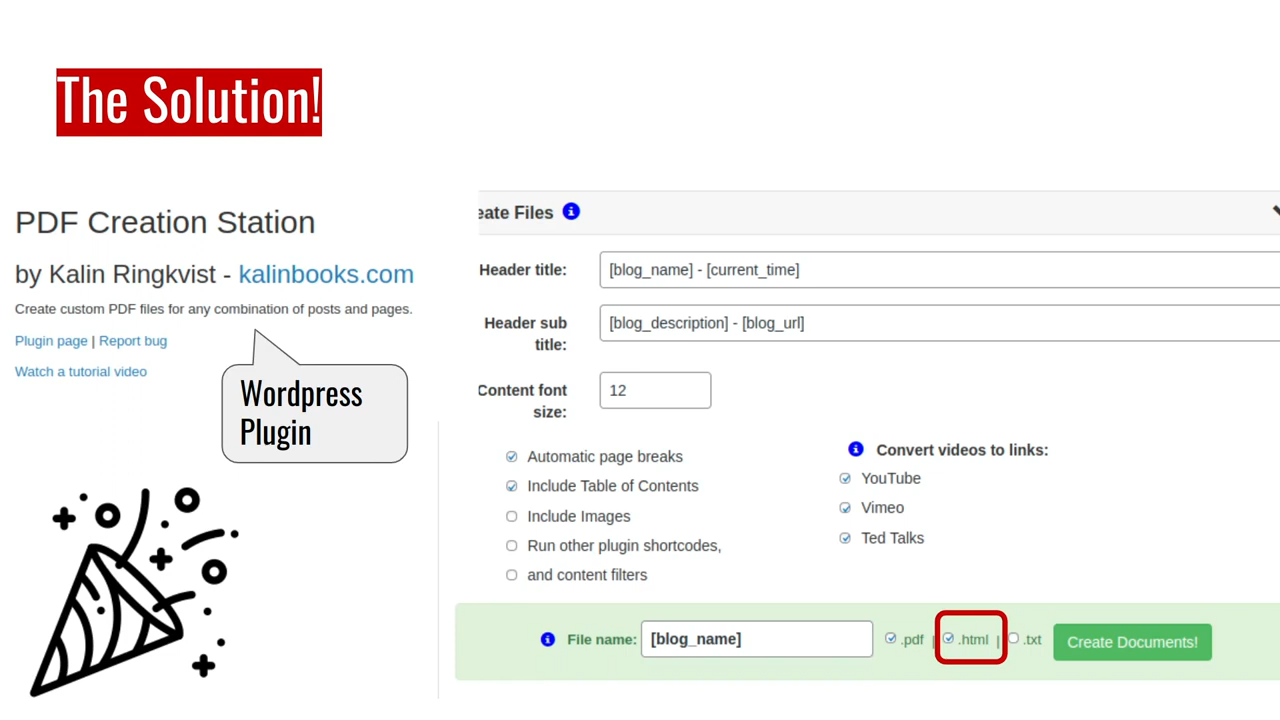 The Solution!
PDF Creation Station
by Kalin Ringkvist - kalinbooks.com
Create custom PDF files for any combination of posts and pages.
Plugin page | Report bug
Watch a tutorial video
Wordpress
Plugin
eate Files
Header title:
[blog_name] - [current_time]
Header sub
title:
[blog_description] - [blog_url]
Content font
size:
12
Automatic page breaks
Include Table of Contents
Include Images
Run other plugin shortcodes,
and content filters
Convert videos to links:
YouTube
Vimeo
Ted Talks
File name: [blog_name] .pdf | .html | .txt Create Documents!